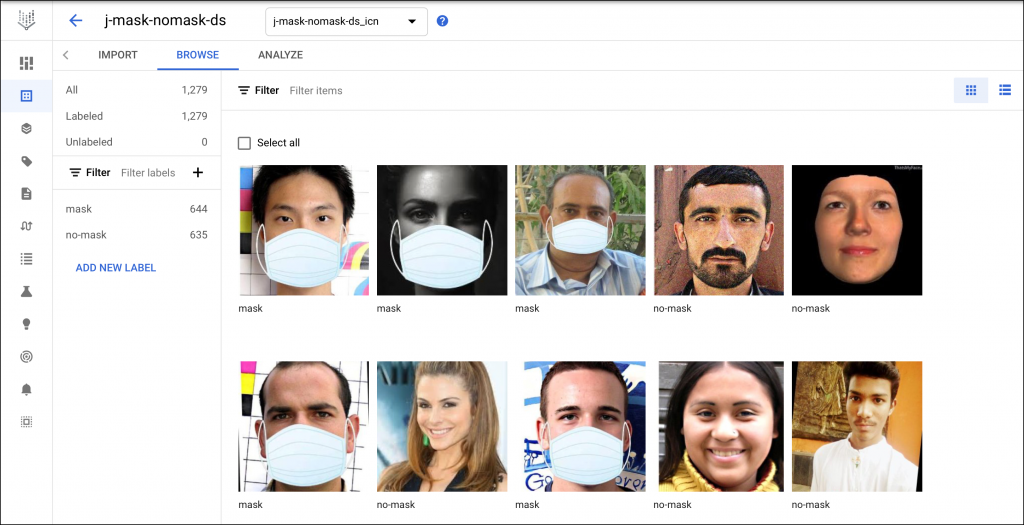 j-mask-nomask-ds
j-mask-nomask-ds_icn
IMPORT BROWSE ANALYZE
All 1,279
Labeled 1,279
Unlabeled 0
Filter Filter labels
mask 644
no-mask 635
ADD NEW LABEL
Filter Filter items
Select all
mask mask mask no-mask no-mask
mask no-mask mask no-mask no-mask